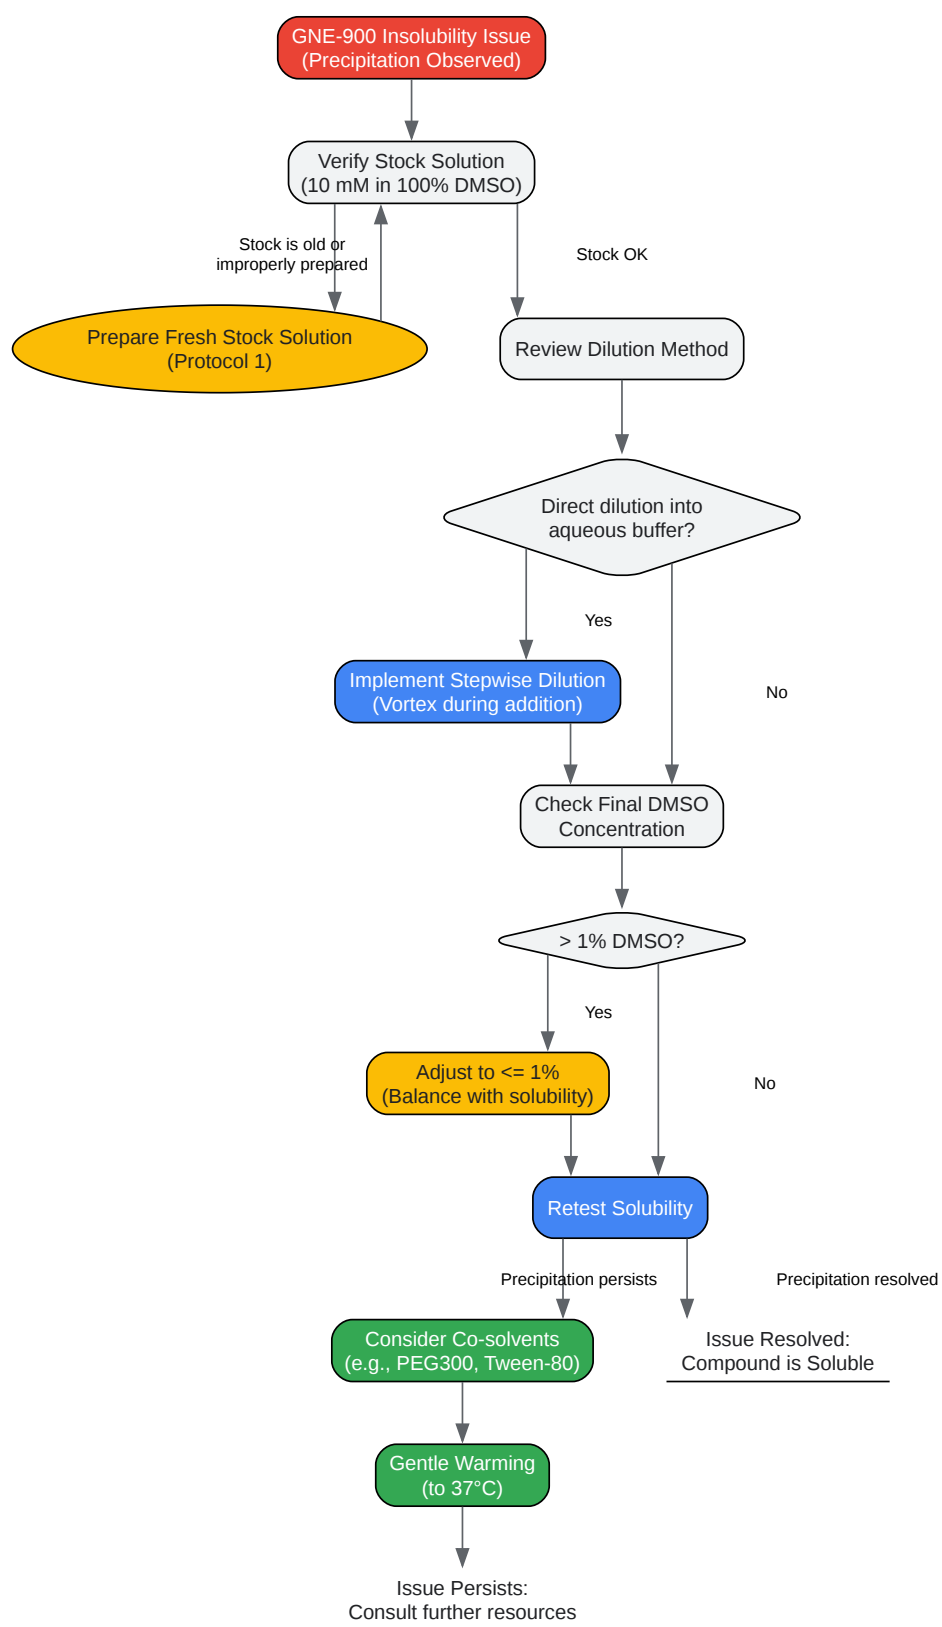 GNE-900 Insolubility Issue
(Precipitation Observed)
Verify Stock Solution
(10 mM in 100% DMSO)
Stock is old or
improperly prepared
Stock OK
Prepare Fresh Stock Solution
(Protocol 1)
Review Dilution Method
Direct dilution into
aqueous buffer?
Yes
No
Implement Stepwise Dilution
(Vortex during addition)
Check Final DMSO
Concentration
> 1% DMSO?
Yes
No
Adjust to <= 1%
(Balance with solubility)
Retest Solubility
Precipitation persists
Precipitation resolved
Consider Co-solvents
(e.g., PEG300, Tween-80)
Issue Resolved:
Compound is Soluble
Gentle Warming
(to 37°C)
Issue Persists:
Consult further resources